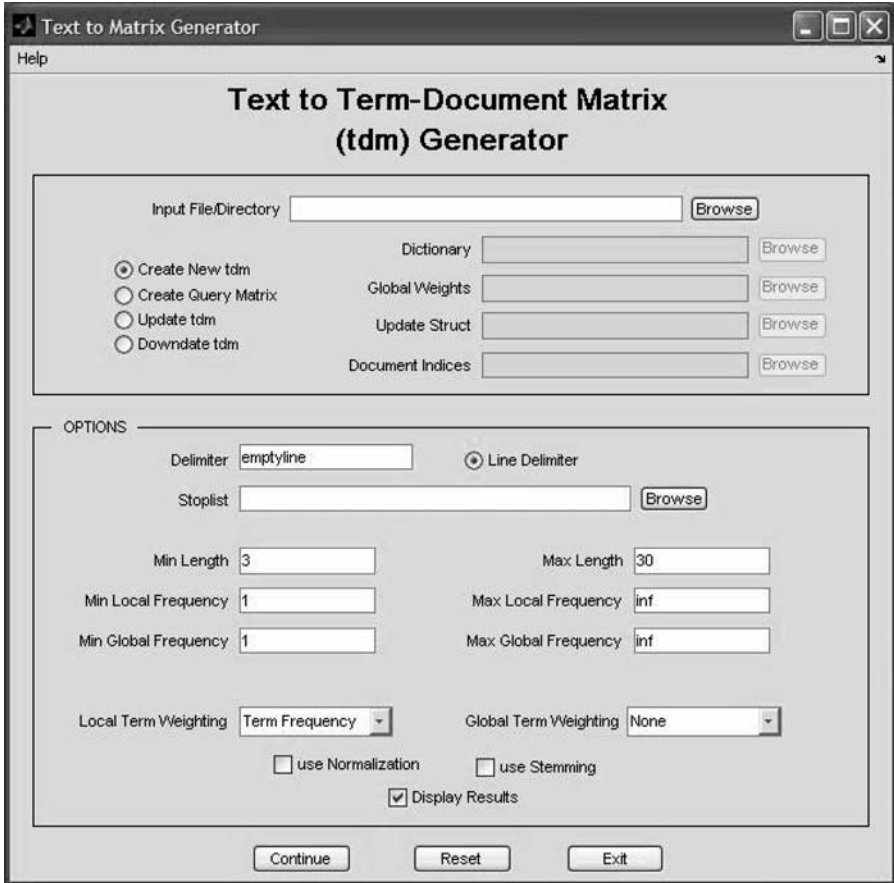 Text to Matrix Generator
Help
Text to Term-Document Matrix
(tdm) Generator
Input File/Directory Browse
Dictionary Browse
Create New tdm
Global Weights Browse
Create Query Matrix
Update tdm
Update Struct Browse
Downdate tdm
Document Indices Browse
OPTIONS
Delimiter emptyline Line Delimiter
Stoplist Browse
Min Length 3 Max Length 30
Min Local Frequency 1 Max Local Frequency inf
Min Global Frequency 1 Max Global Frequency inf
Local Term Weighting Term Frequency Global Term Weighting None
use Normalization use Stemming
Display Results
Continue Reset Exit